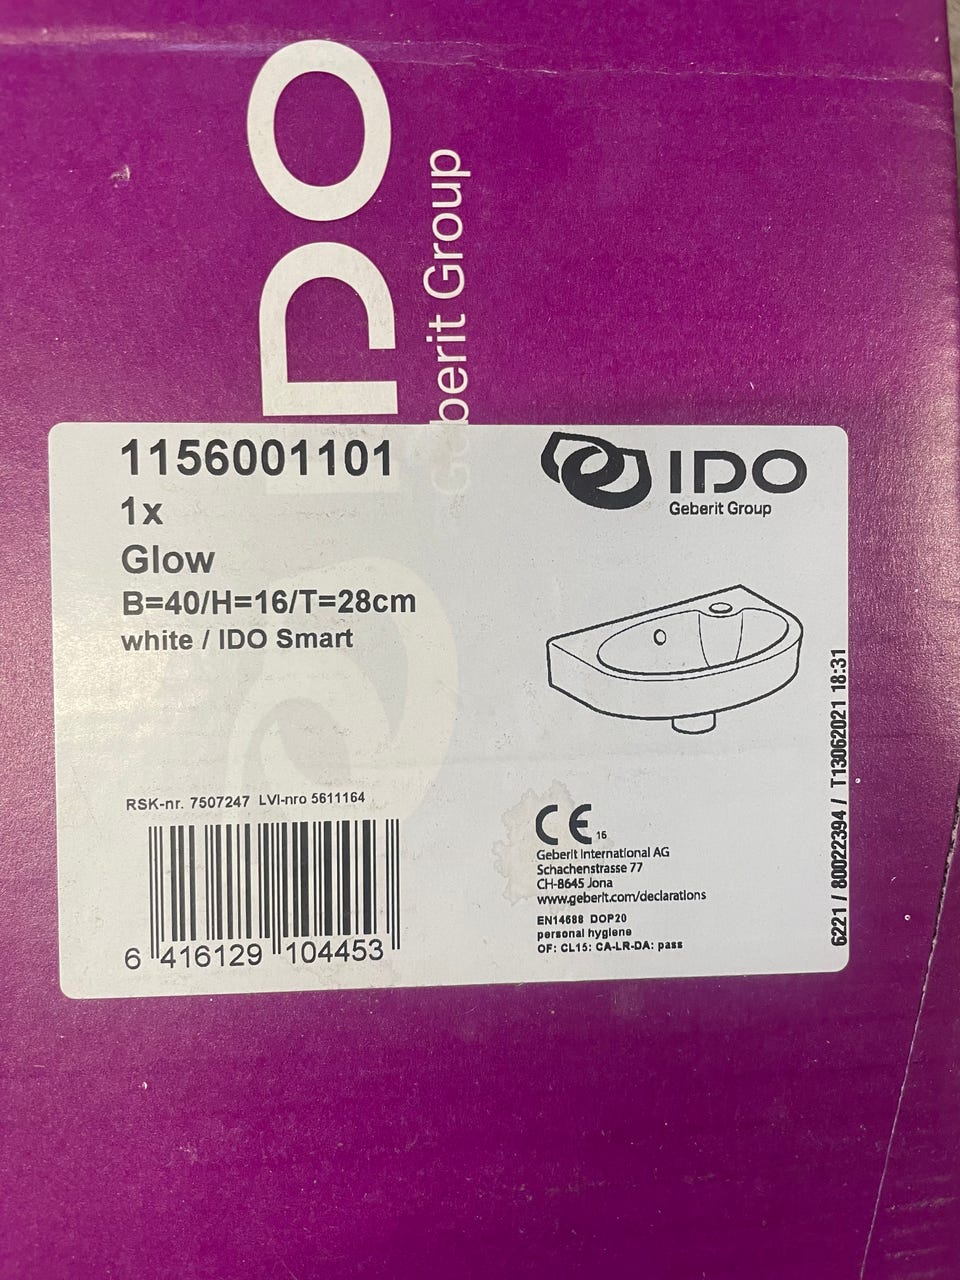 IDO
Geberit Group
1156001101
1x
Glow
B=40/H=16/T=28cm
white / IDO Smart
IDO
Geberit Group
RSK-nr. 7507247 LVI-nro 5611164
6 416129 104453
CE 16
Geberit International AG
Schachenstrasse 77
CH-8645 Jona
www.geberit.com/declarations
EN14688 DOP20
personal hygiene
OF: CL15: CA-LR-DA: pass
6221 / 80022394 / T13062021 18:31